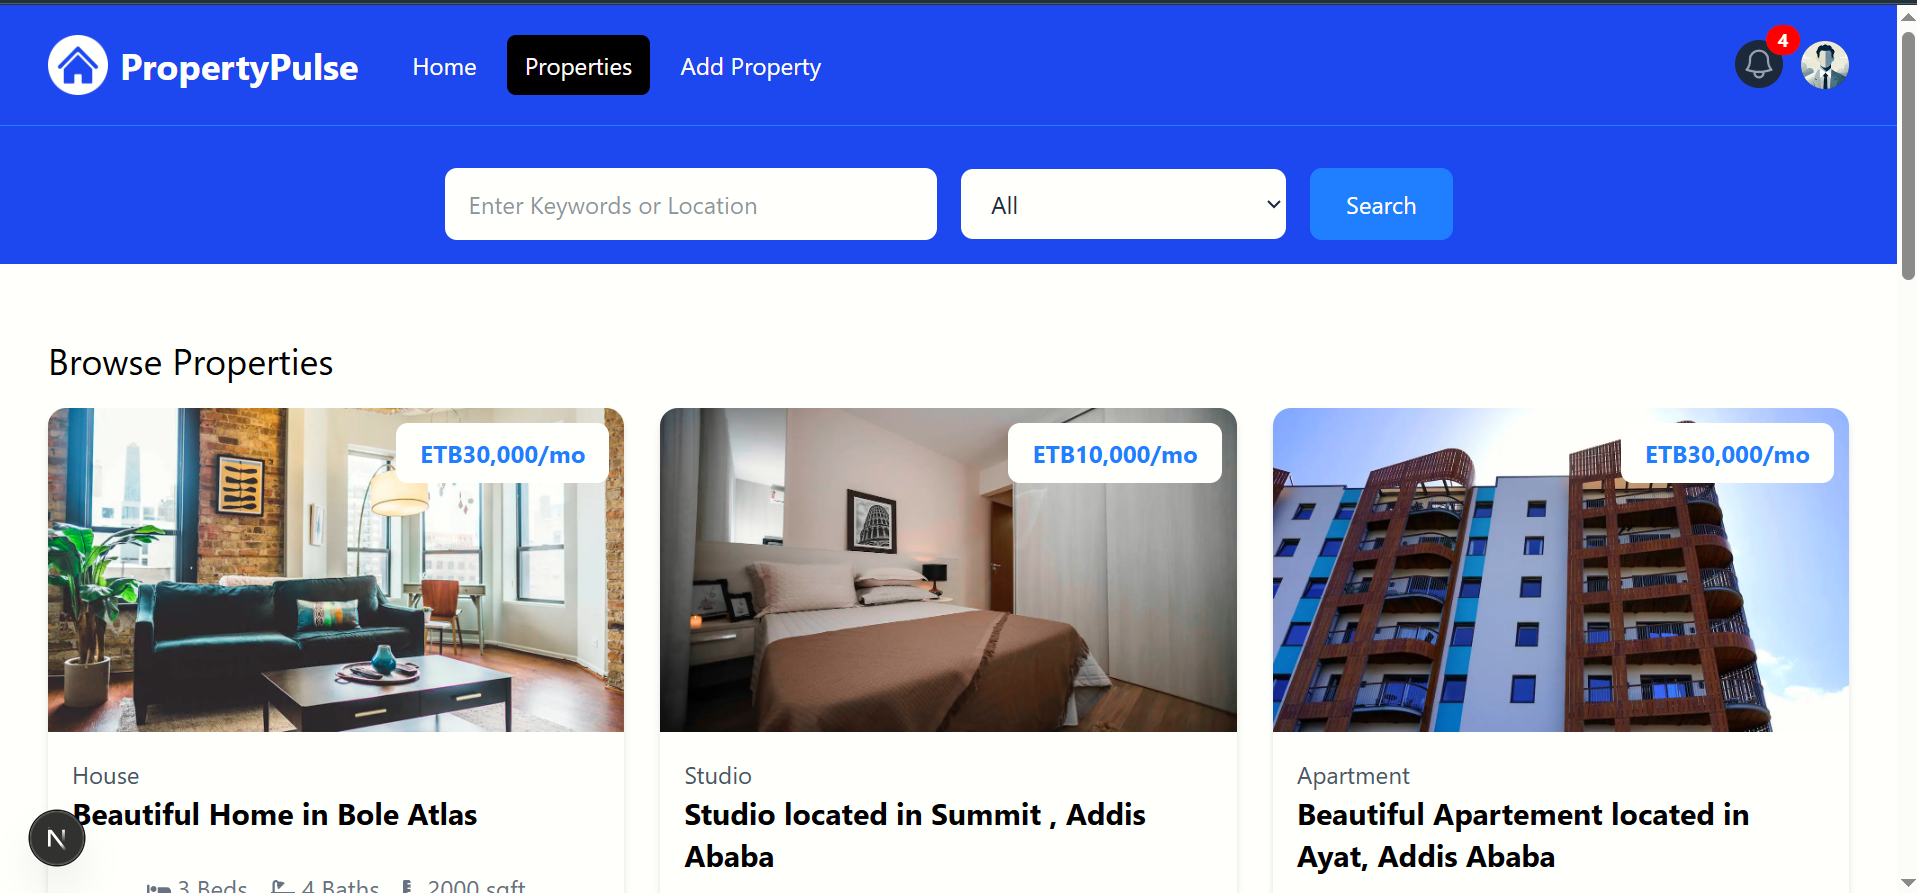 PropertyPulse
Home
Properties
Add Property
4
Enter Keywords or Location
All
Search
Browse Properties
ETB30,000/mo
ETB10,000/mo
ETB30,000/mo
House
Beautiful Home in Bole Atlas
3 Beds
4 Baths
2000 sqft
Studio
Studio located in Summit , Addis
Ababa
Apartment
Beautiful Apartement located in
Ayat, Addis Ababa
N